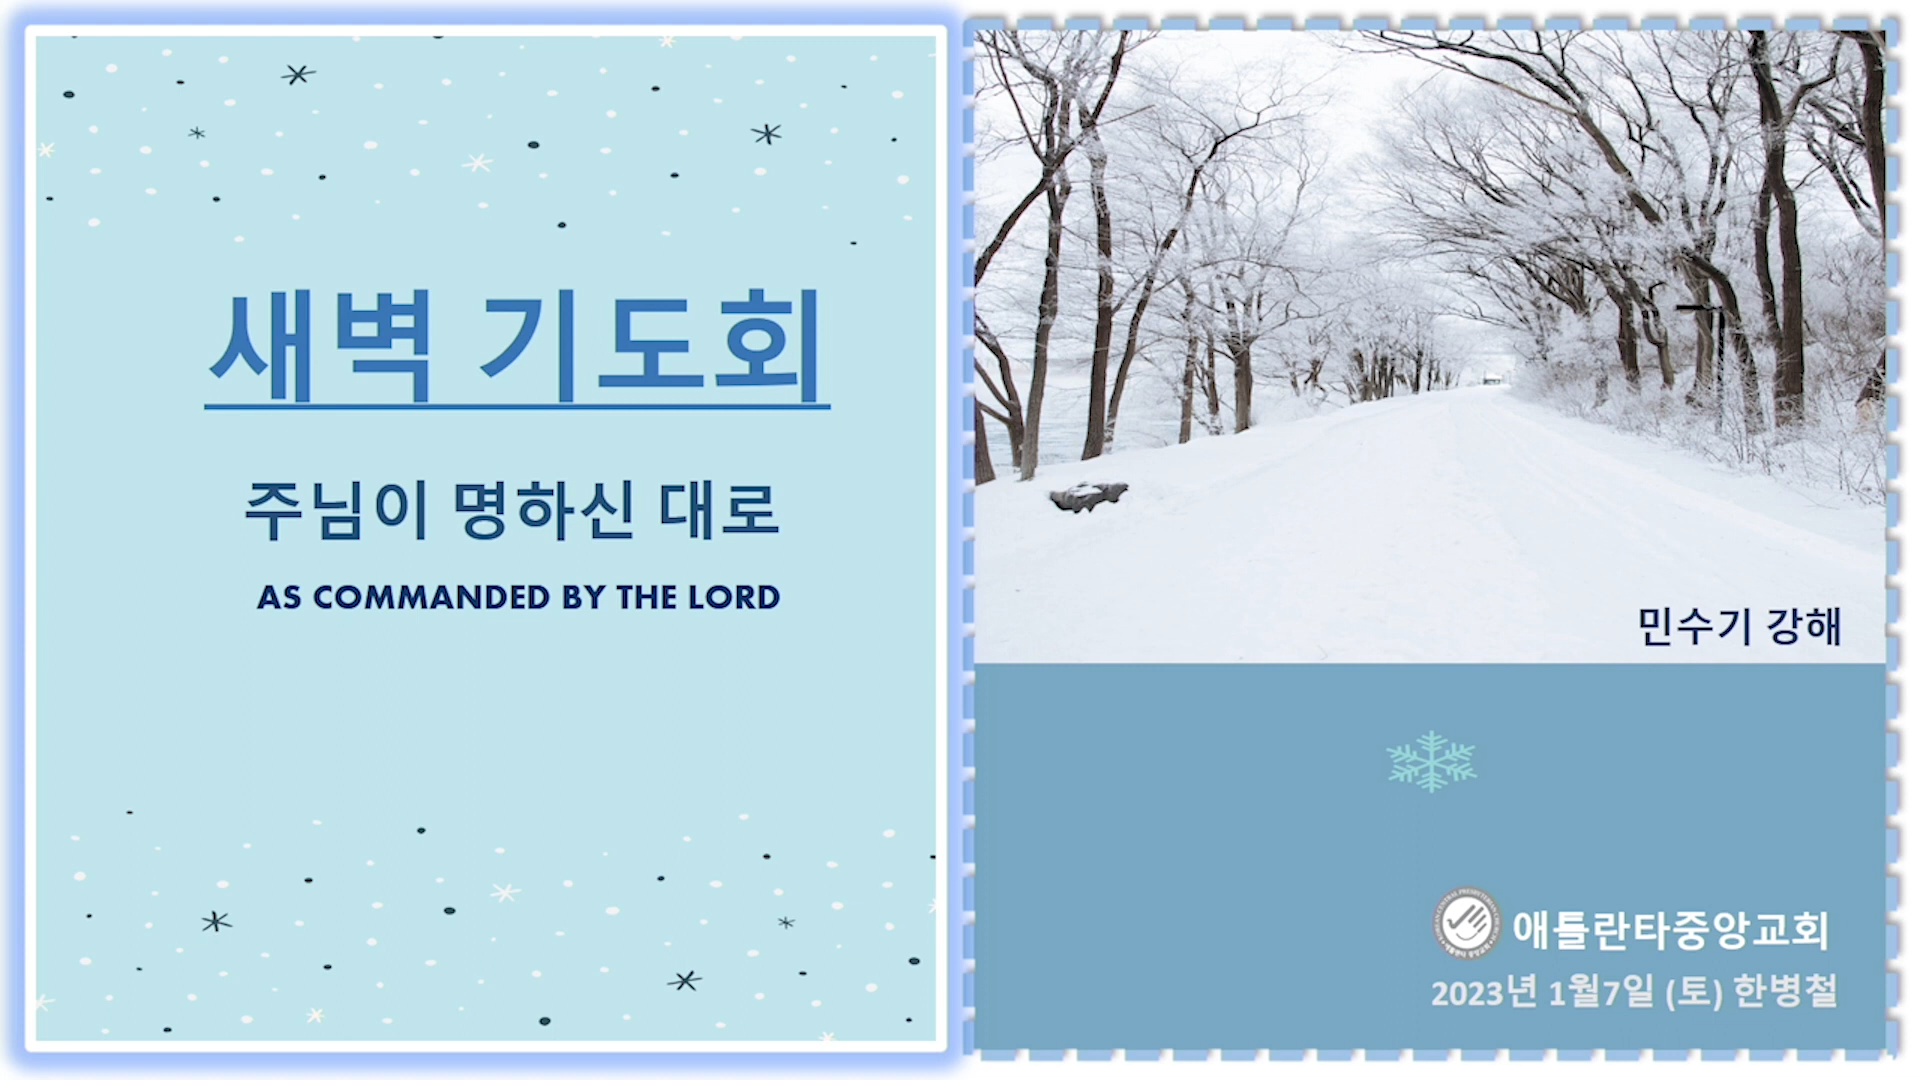 새벽 기도회
주님이 명하신 대로
AS COMMANDED BY THE LORD
민수기 강해
애틀란타중앙교회
2023년 1월7일 (토) 한병철